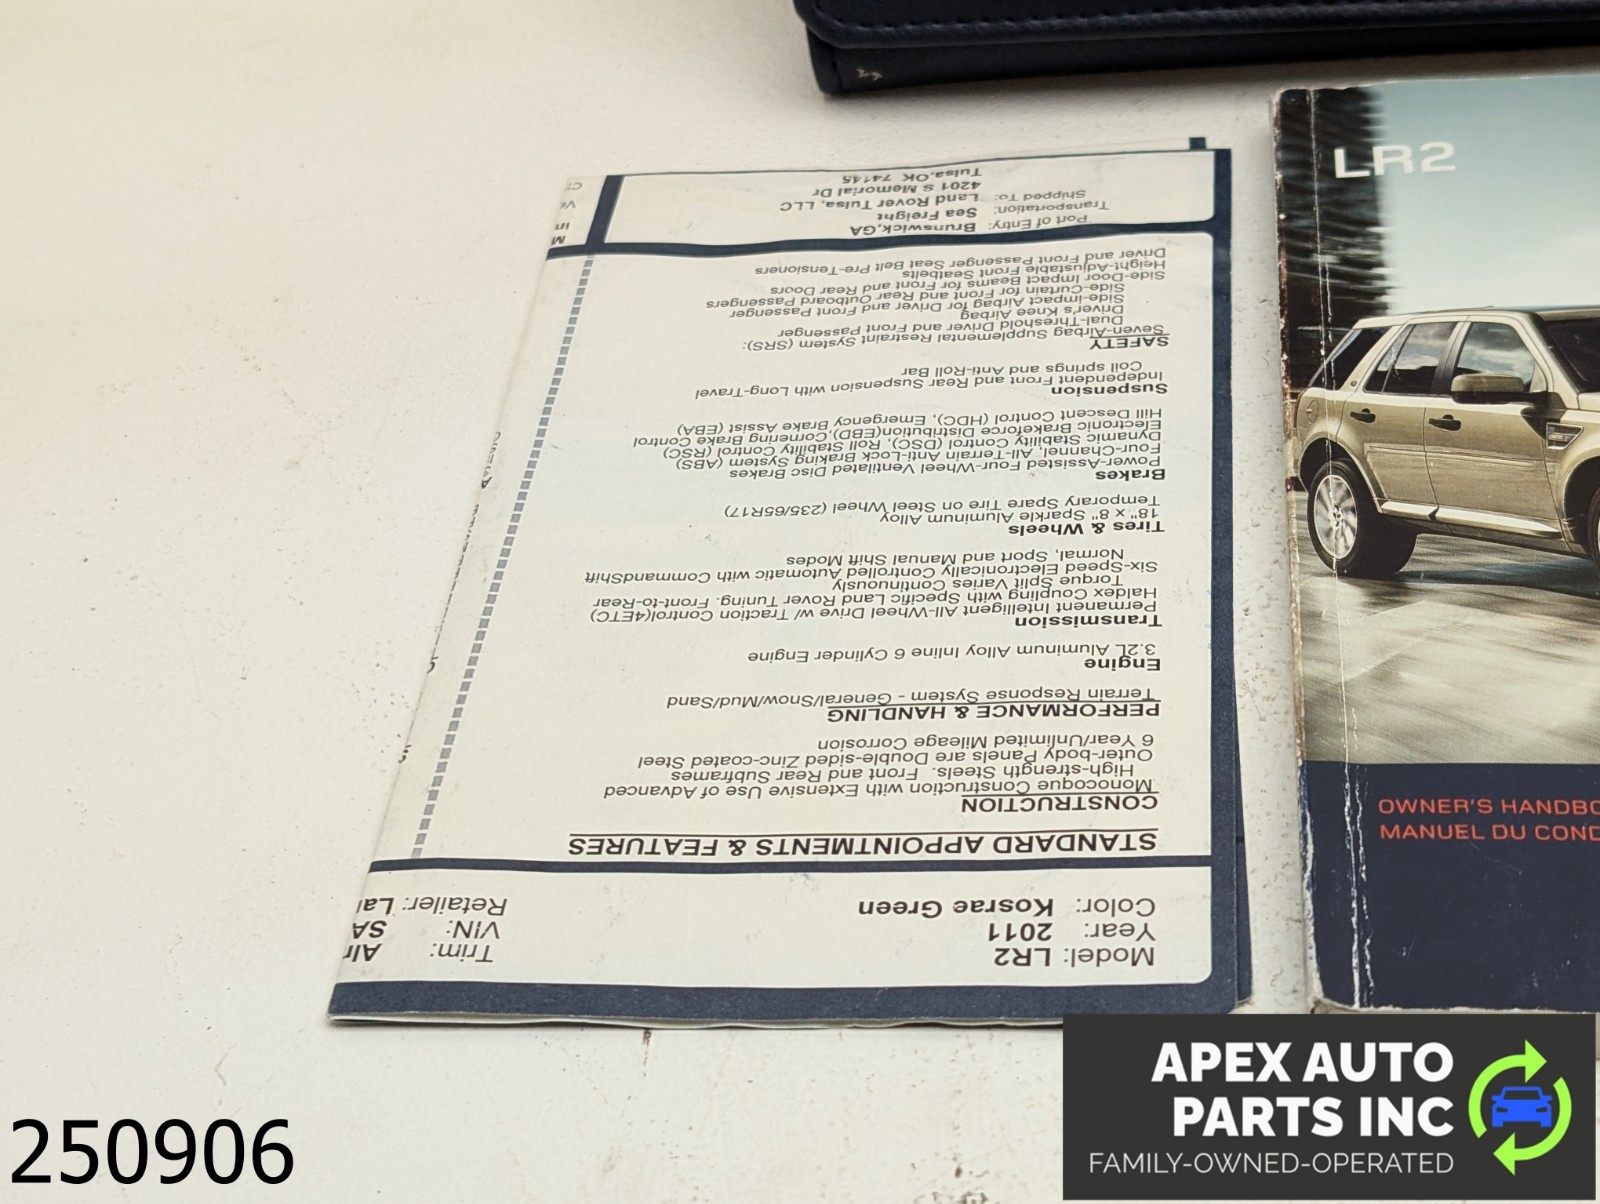 Model: LR2
Year: 2011
Color: Kosrae Green
Trim:
VIN: SA
Retailer:
STANDARD APPOINTMENTS & FEATURES
CONSTRUCTION
Monocoque Construction with Extensive Use of Advanced
High-strength Steels. Front and Rear Subframes
Outer-body Panels are Double-sided Zinc-coated Steel
6 Year/Unlimited Mileage Corrosion
PERFORMANCE & HANDLING
Terrain Response System - General/Snow/Mud/Sand
Engine
3.2L Aluminum Alloy Inline 6 Cylinder Engine
Transmission
Permanent Intelligent All-Wheel Drive w/ Traction Control(4ETC)
Haldex Coupling with Specific Land Rover Tuning. Front-to-Rear
Torque Split Varies Continuously
Six-Speed Electronically Controlled Automatic with CommandShift
Normal, Sport and Manual Shift Modes
Tires & Wheels
18" x 8" Sparkle Aluminum Alloy
Temporary Spare Tire on Steel Wheel (235/65R17)
Brakes
Power-Assisted Four-Wheel Ventilated Disc Brakes
Four-Channel, All-Terrain Anti-Lock Braking System (ABS)
Dynamic Stability Control (DSC), Roll Stability Control (RSC)
Electronic Brakeforce Distribution(EBD),Cornering Brake Control
Hill Descent Control (HDC), Emergency Brake Assist (EBA)
Suspension
Independent Front and Rear Suspension with Long-Travel
Coil springs and Anti-Roll Bar
SAFETY
Seven-Airbag Supplemental Restraint System (SRS):
Dual-Threshold Driver and Front Passenger
Driver's Knee Airbag
Side-impact Airbag for Driver and Front Passenger
Side-Curtain for Front and Rear Outboard Passengers
Side-Door Impact Beams for Front and Rear Doors
Height-Adjustable Front Seatbelts
Driver and Front Passenger Seat Belt Pre-Tensioners
Port of Entry: Brunswick,GA
Transportation: Sea Freight
Shipped To: Land Rover Tulsa, LLC
4201 S Memorial Dr
Tulsa,OK 74145
LR2
OWNER'S HANDBO
MANUEL DU COND
250906
APEX AUTO
PARTS INC
FAMILY-OWNED-OPERATED